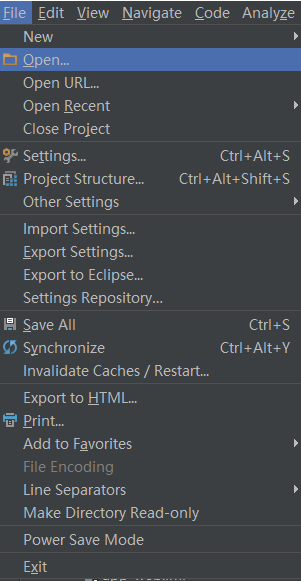 File Edit View Navigate Code Analyze
New
Open...
Open URL...
Open Recent
Close Project
Settings... Ctrl+Alt+S
Project Structure... Ctrl+Alt+Shift+S
Other Settings
Import Settings...
Export Settings...
Export to Eclipse...
Settings Repository...
Save All Ctrl+S
Synchronize Ctrl+Alt+Y
Invalidate Caches / Restart...
Export to HTML...
Print...
Add to Favorites
File Encoding
Line Separators
Make Directory Read-only
Power Save Mode
Exit